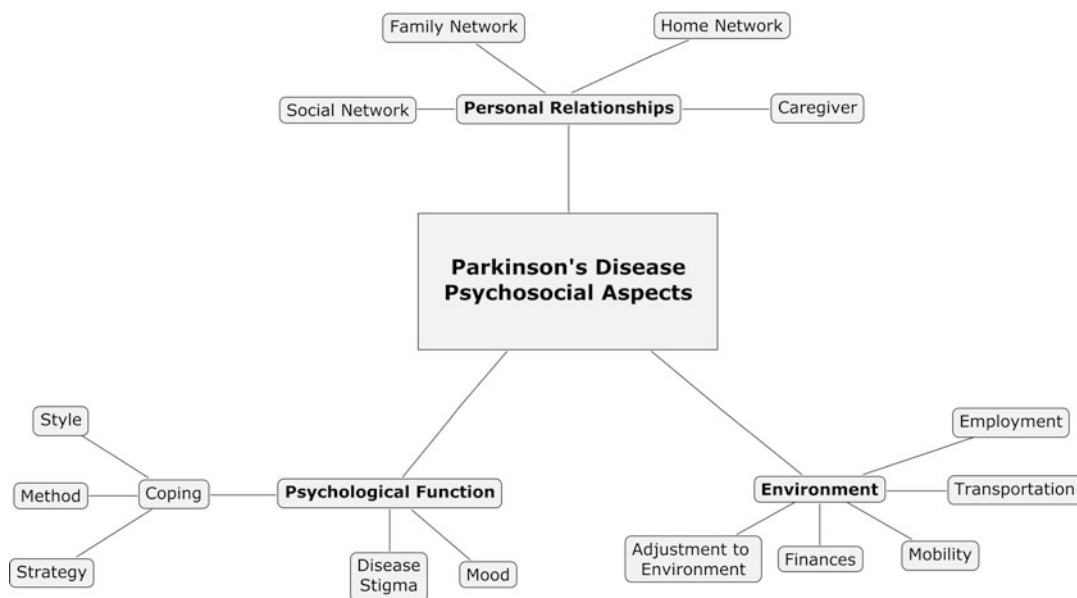 Family Network
Home Network
Social Network
Personal Relationships
Caregiver
Parkinson's Disease
Psychosocial Aspects
Style
Employment
Method
Coping
Psychological Function
Environment
Transportation
Strategy
Disease
Stigma
Mood
Adjustment to
Environment
Finances
Mobility